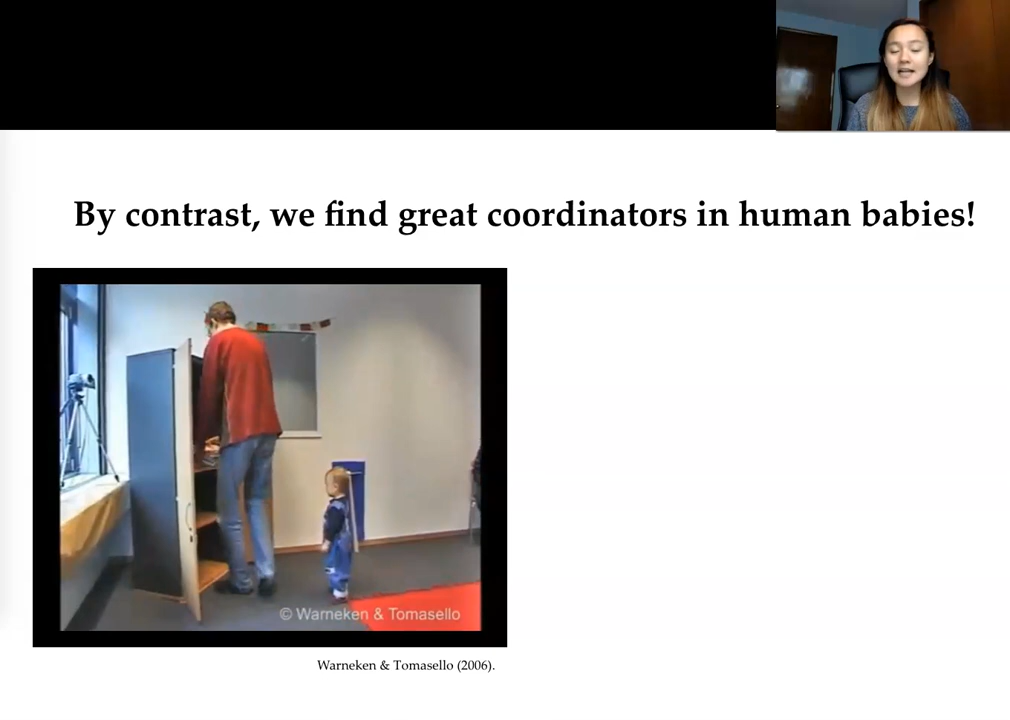 By contrast, we find great coordinators in human babies!
© Warneken & Tomasello
Warneken & Tomasello (2006).